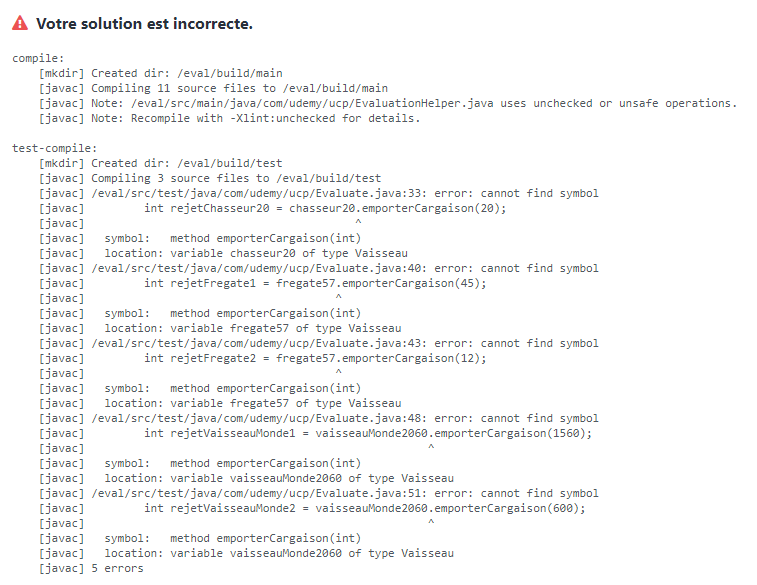 Votre solution est incorrecte.
compile:
[mkdir] Created dir: /eval/build/main
[javac] Compiling 11 source files to /eval/build/main
[javac] Note: /eval/src/main/java/com/udemy/ucp/EvaluationHelper.java uses unchecked or unsafe operations.
[javac] Note: Recompile with -Xlint:unchecked for details.
test-compile:
[mkdir] Created dir: /eval/build/test
[javac] Compiling 3 source files to /eval/build/test
[javac] /eval/src/test/java/com/udemy/ucp/Evaluate.java:33: error: cannot find symbol
[javac] int rejetChasseur20 = chasseur20.emporterCargaison(20);
[javac] ^
[javac] symbol: method emporterCargaison(int)
[javac] location: variable chasseur20 of type Vaisseau
[javac] /eval/src/test/java/com/udemy/ucp/Evaluate.java:40: error: cannot find symbol
[javac] int rejetFregate1 = fregate57.emporterCargaison(45);
[javac] ^
[javac] symbol: method emporterCargaison(int)
[javac] location: variable fregate57 of type Vaisseau
[javac] /eval/src/test/java/com/udemy/ucp/Evaluate.java:43: error: cannot find symbol
[javac] int rejetFregate2 = fregate57.emporterCargaison(12);
[javac] ^
[javac] symbol: method emporterCargaison(int)
[javac] location: variable fregate57 of type Vaisseau
[javac] /eval/src/test/java/com/udemy/ucp/Evaluate.java:48: error: cannot find symbol
[javac] int rejetVaisseauMonde1 = vaisseauMonde2060.emporterCargaison(1560);
[javac] ^
[javac] symbol: method emporterCargaison(int)
[javac] location: variable vaisseauMonde2060 of type Vaisseau
[javac] /eval/src/test/java/com/udemy/ucp/Evaluate.java:51: error: cannot find symbol
[javac] int rejetVaisseauMonde2 = vaisseauMonde2060.emporterCargaison(600);
[javac] ^
[javac] symbol: method emporterCargaison(int)
[javac] location: variable vaisseauMonde2060 of type Vaisseau
[javac] 5 errors